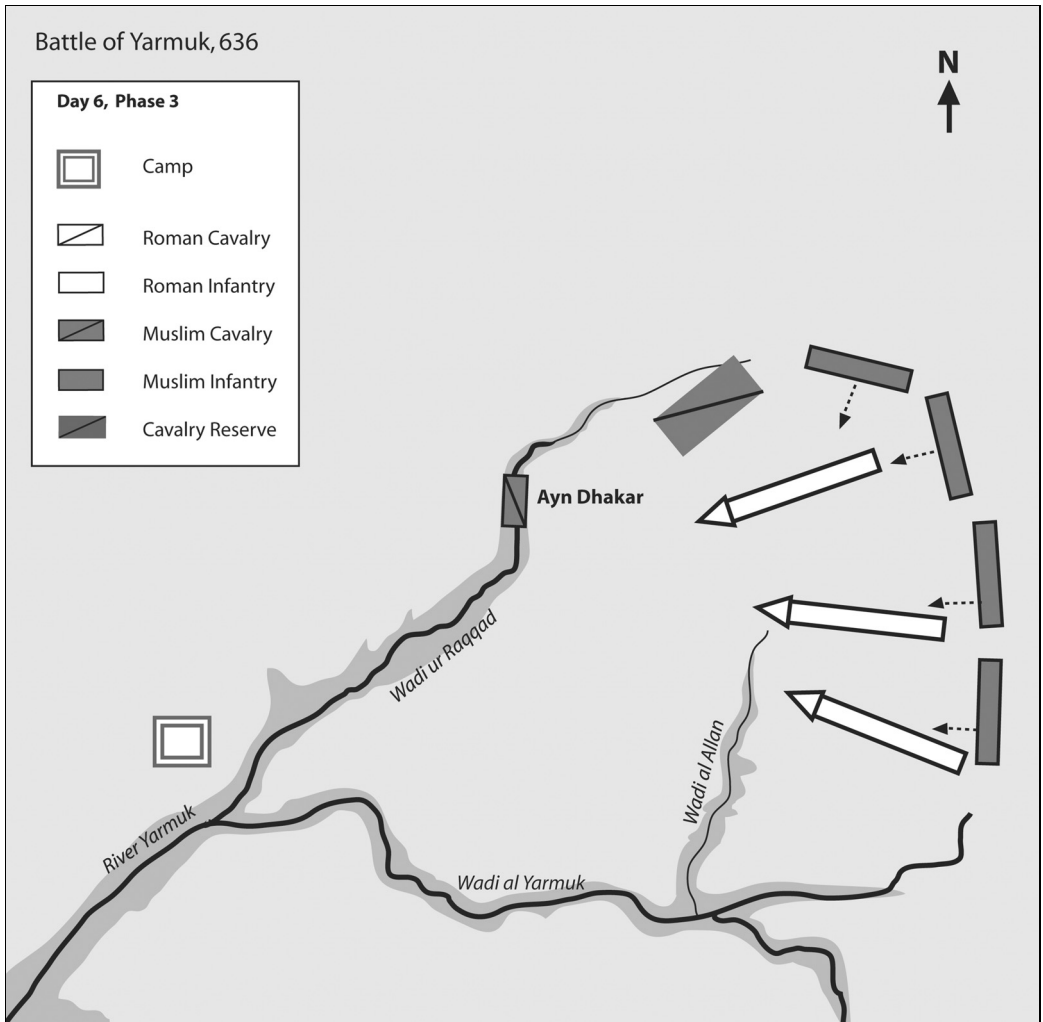 Battle of Yarmuk, 636
N
Day 6, Phase 3
Camp
Roman Cavalry
Roman Infantry
Muslim Cavalry
Muslim Infantry
Cavalry Reserve
Ayn Dhakar
Wadi ur Raqqad
Wadi al Allan
River Yarmuk
Wadi al Yarmuk